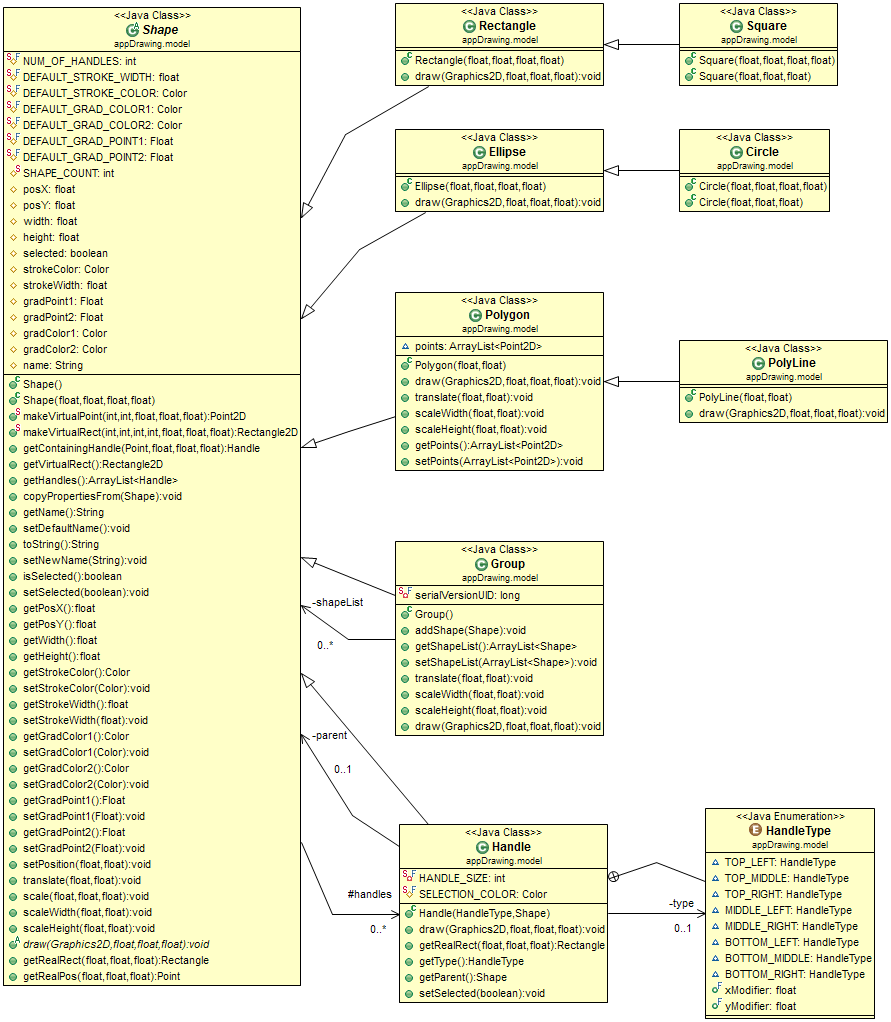 <<Java Class>>
Shape
appDrawing.model
NUM_OF_HANDLES: int
DEFAULT_STROKE_WIDTH: float
DEFAULT_STROKE_COLOR: Color
DEFAULT_GRAD_COLOR1: Color
DEFAULT_GRAD_COLOR2: Color
DEFAULT_GRAD_POINT1: Float
DEFAULT_GRAD_POINT2: Float
SHAPE_COUNT: int
posX: float
posY: float
width: float
height: float
selected: boolean
strokeColor: Color
strokeWidth: float
gradPoint1: Float
gradPoint2: Float
gradColor1: Color
gradColor2: Color
name: String
Shape()
Shape(float,float,float,float)
makeVirtualPoint(int,int,float,float,float):Point2D
makeVirtualRect(int,int,int,int,float,float,float):Rectangle2D
getContainingHandle(Point,float,float,float):Handle
getVirtualRect():Rectangle2D
getHandles():ArrayList<Handle>
copyPropertiesFrom(Shape):void
getName():String
setDefaultName():void
toString():String
setNewName(String):void
isSelected():boolean
setSelected(boolean):void
getPosX():float
getPosY():float
getWidth():float
getHeight():float
getStrokeColor():Color
setStrokeColor(Color):void
getStrokeWidth():float
setStrokeWidth(float):void
getGradColor1():Color
setGradColor1(Color):void
getGradColor2():Color
setGradColor2(Color):void
getGradPoint1():Float
setGradPoint1(Float):void
getGradPoint2():Float
setGradPoint2(Float):void
setPosition(float,float):void
translate(float,float):void
scale(float,float,float):void
scaleWidth(float,float):void
scaleHeight(float,float):void
draw(Graphics2D,float,float,float):void
getRealRect(float,float,float):Rectangle
getRealPos(float,float,float):Point
<<Java Class>>
Rectangle
appDrawing.model
Rectangle(float,float,float,float)
draw(Graphics2D,float,float,float):void
<<Java Class>>
Square
appDrawing.model
Square(float,float,float,float)
Square(float,float,float)
<<Java Class>>
Ellipse
appDrawing.model
Ellipse(float,float,float,float)
draw(Graphics2D,float,float,float):void
<<Java Class>>
Circle
appDrawing.model
Circle(float,float,float,float)
Circle(float,float,float)
<<Java Class>>
Polygon
appDrawing.model
points: ArrayList<Point2D>
Polygon(float,float)
draw(Graphics2D,float,float,float):void
translate(float,float):void
scaleWidth(float,float):void
scaleHeight(float,float):void
getPoints():ArrayList<Point2D>
setPoints(ArrayList<Point2D>):void
<<Java Class>>
PolyLine
appDrawing.model
PolyLine(float,float)
draw(Graphics2D,float,float,float):void
<<Java Class>>
Group
appDrawing.model
serialVersionUID: long
Group()
addShape(Shape):void
getShapeList():ArrayList<Shape>
setShapeList(ArrayList<Shape>):void
translate(float,float):void
scaleWidth(float,float):void
scaleHeight(float,float):void
draw(Graphics2D,float,float,float):void
-shapeList
0..*
-parent
0..1
#handles
0..*
<<Java Class>>
Handle
appDrawing.model
HANDLE_SIZE: int
SELECTION_COLOR: Color
Handle(HandleType,Shape)
draw(Graphics2D,float,float,float):void
getRealRect(float,float,float):Rectangle
getType():HandleType
getParent():Shape
setSelected(boolean):void
-type
0..1
<<Java Enumeration>>
HandleType
appDrawing.model
TOP_LEFT: HandleType
TOP_MIDDLE: HandleType
TOP_RIGHT: HandleType
MIDDLE_LEFT: HandleType
MIDDLE_RIGHT: HandleType
BOTTOM_LEFT: HandleType
BOTTOM_MIDDLE: HandleType
BOTTOM_RIGHT: HandleType
xModifier: float
yModifier: float